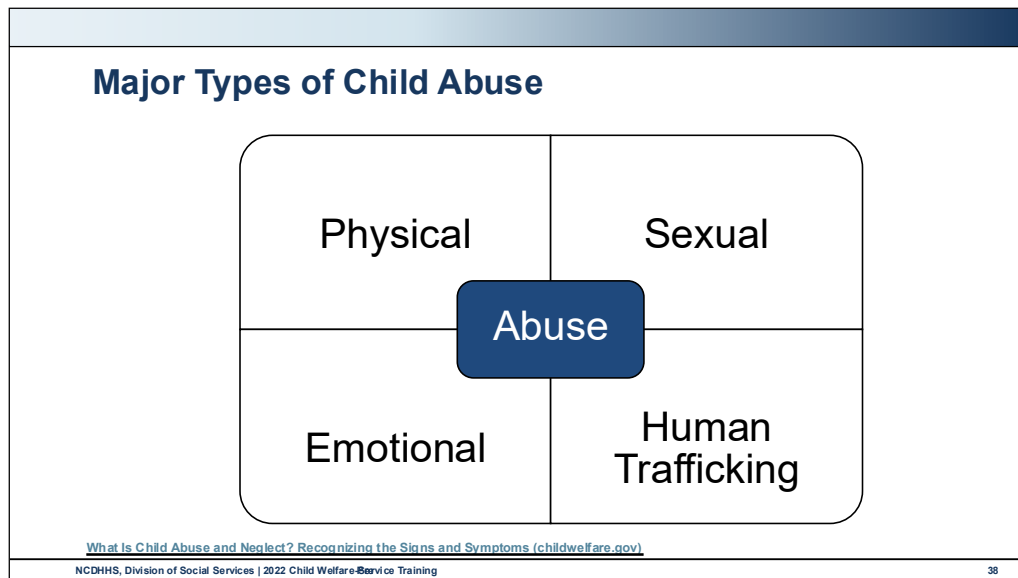 Major Types of Child Abuse
Physical
Sexual
Abuse
Emotional
Human
Trafficking
What Is Child Abuse and Neglect? Recognizing the Signs and Symptoms (childwelfare.gov)
NCDHHS, Division of Social Services | 2022 Child Welfare Training
38